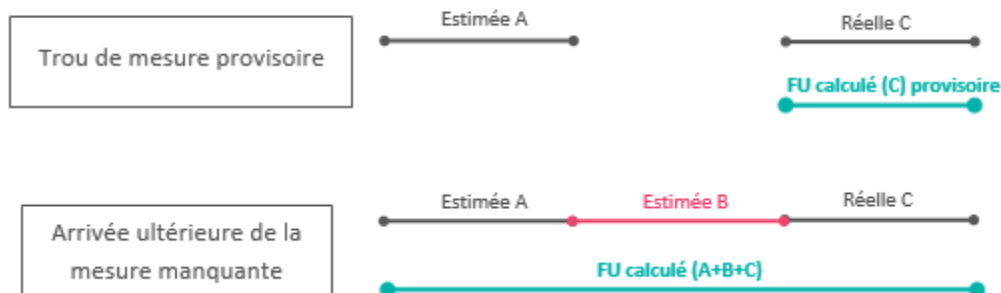 Estimée A
Réelle C
Trou de mesure provisoire
FU calculé (C) provisoire
Estimée A
Estimée B
Réelle C
Arrivée ultérieure de la
mesure manquante
FU calculé (A+B+C)